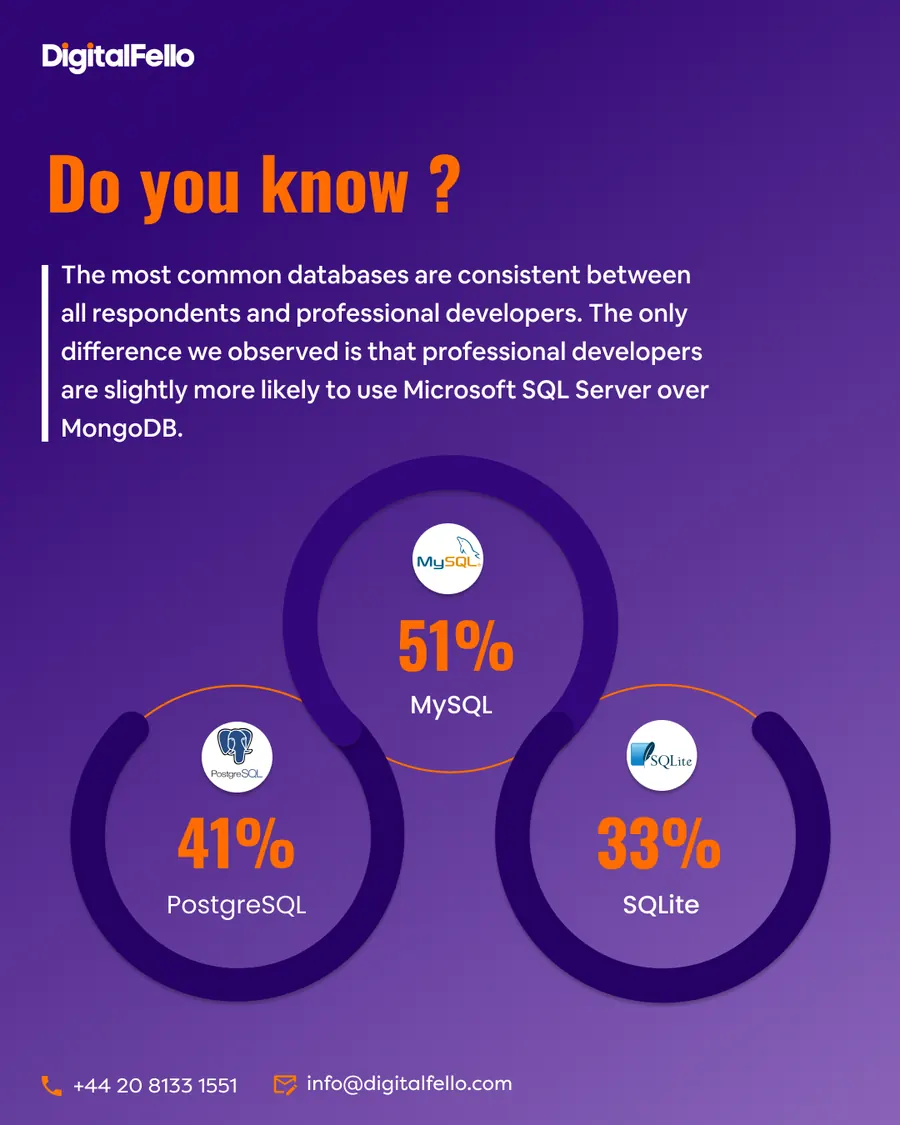 DigitalFello
Do you know ?
The most common databases are consistent between
all respondents and professional developers. The only
difference we observed is that professional developers
are slightly more likely to use Microsoft SQL Server over
MongoDB.
MySQL
51%
MySQL
PostgreSQL
41%
PostgreSQL
SQLite
33%
SQLite
+44 20 8133 1551
info@digitalfello.com